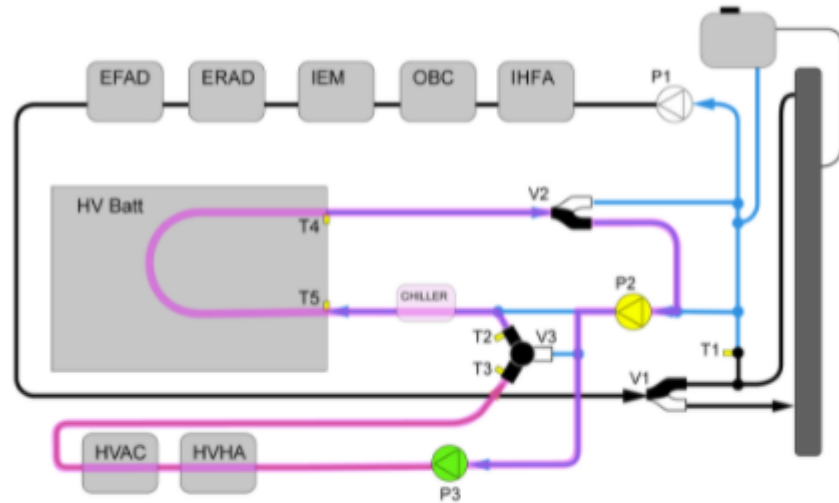 EFAD
ERAD
IEM
OBC
IHFA
P1
HV Batt
T4
V2
T5
CHILLER
P2
T2
V3
T3
T1
V1
HVAC
HVHA
P3